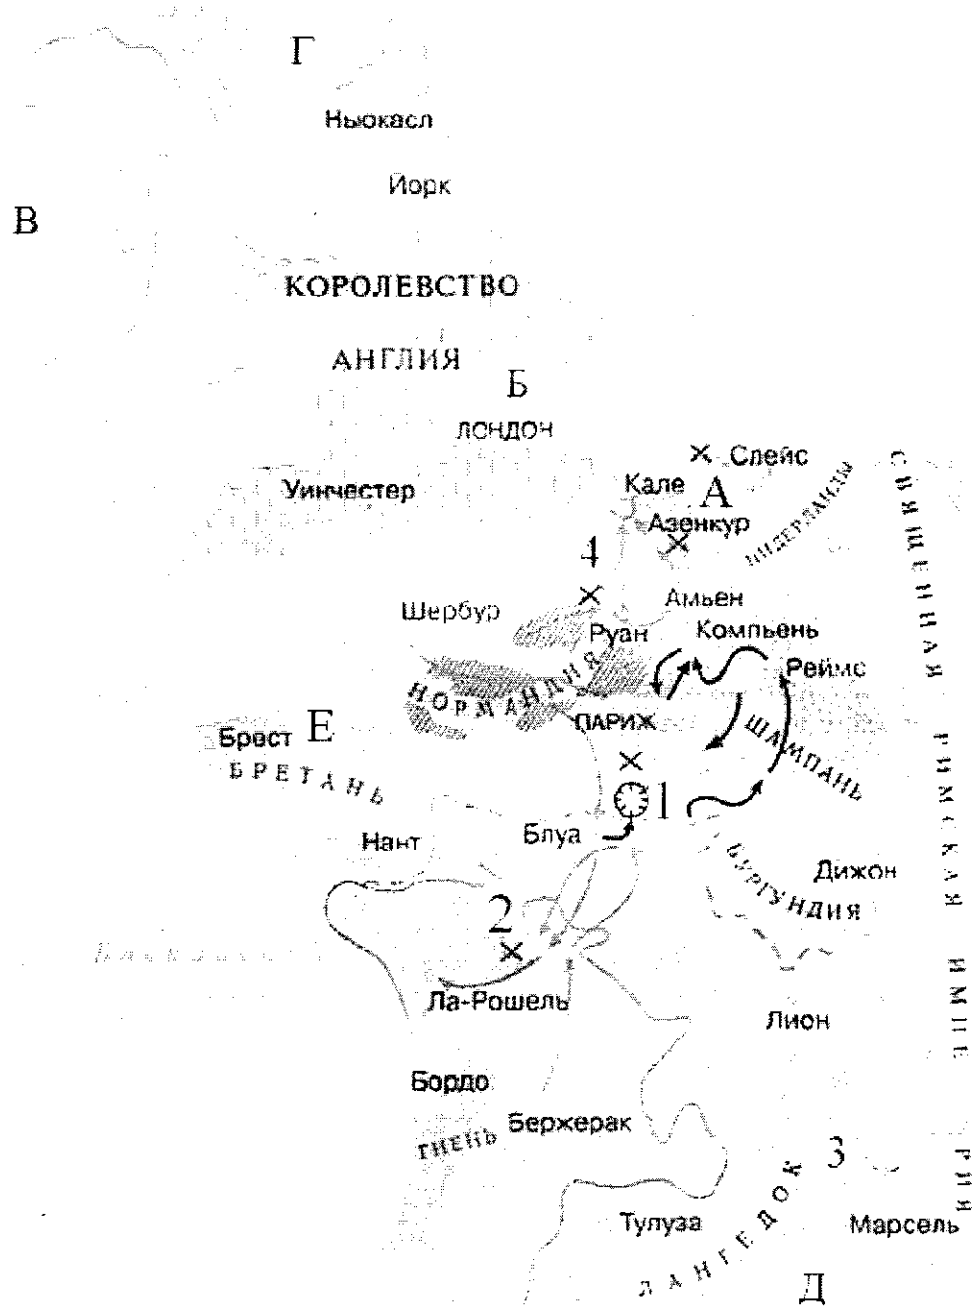 Г
Ньюкасл
Йорк
В
КОРОЛЕВСТВО
АНГЛИЯ
Б
ЛОНДОН
Слейс
Уинчестер
Кале
А
Азенкур
НИДЕРЛАНДЫ
СВЯЩЕННАЯ РИМСКАЯ ИМПЕРИЯ
4
Шербур
Амьен
Руан
Компьень
Реймс
НОРМАНДИЯ
ПАРИЖ
ШАМПАНЬ
Е
Брест
БРЕТАНЬ
1
Блуа
Нант
БУРГУНДИЯ
Дижон
2
Ла-Рошель
Лион
Бордо
Бержерак
ГИЕНЬ
3
Тулуза
ЛАНГЕДОК
Марсель
Д